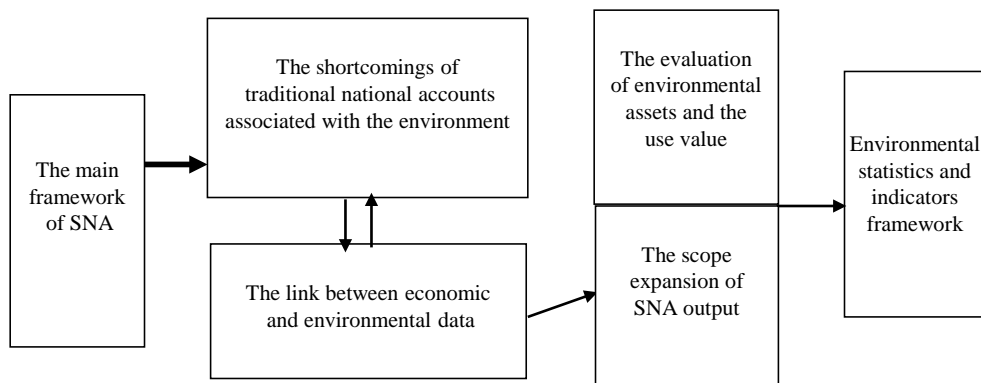 The main
framework
of SNA
The shortcomings of
traditional national accounts
associated with the environment
The link between economic
and environmental data
The evaluation
of environmental
assets and the
use value
The scope
expansion of
SNA output
Environmental
statistics and
indicators
framework